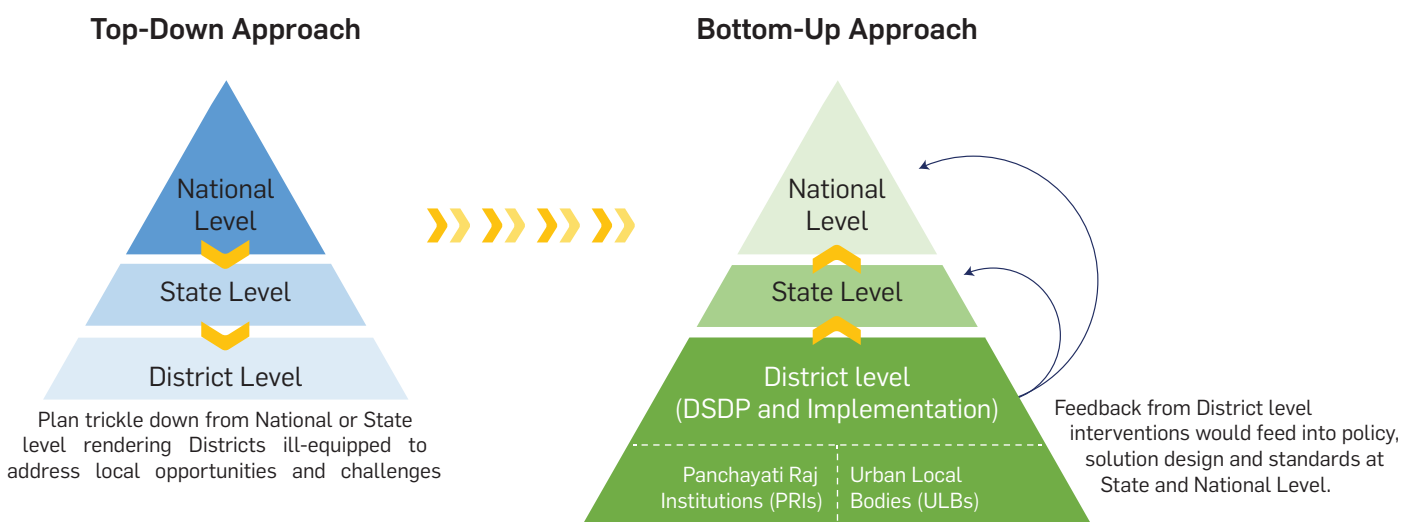 Top-Down Approach
National
Level
State Level
District Level
Plan trickle down from National or State
level rendering Districts ill-equipped to
address local opportunities and challenges
Bottom-Up Approach
National
Level
State Level
District level
(DSDP and Implementation)
Panchayati Raj
Institutions (PRIs)
Urban Local
Bodies (ULBs)
Feedback from District level
interventions would feed into policy,
solution design and standards at
State and National Level.